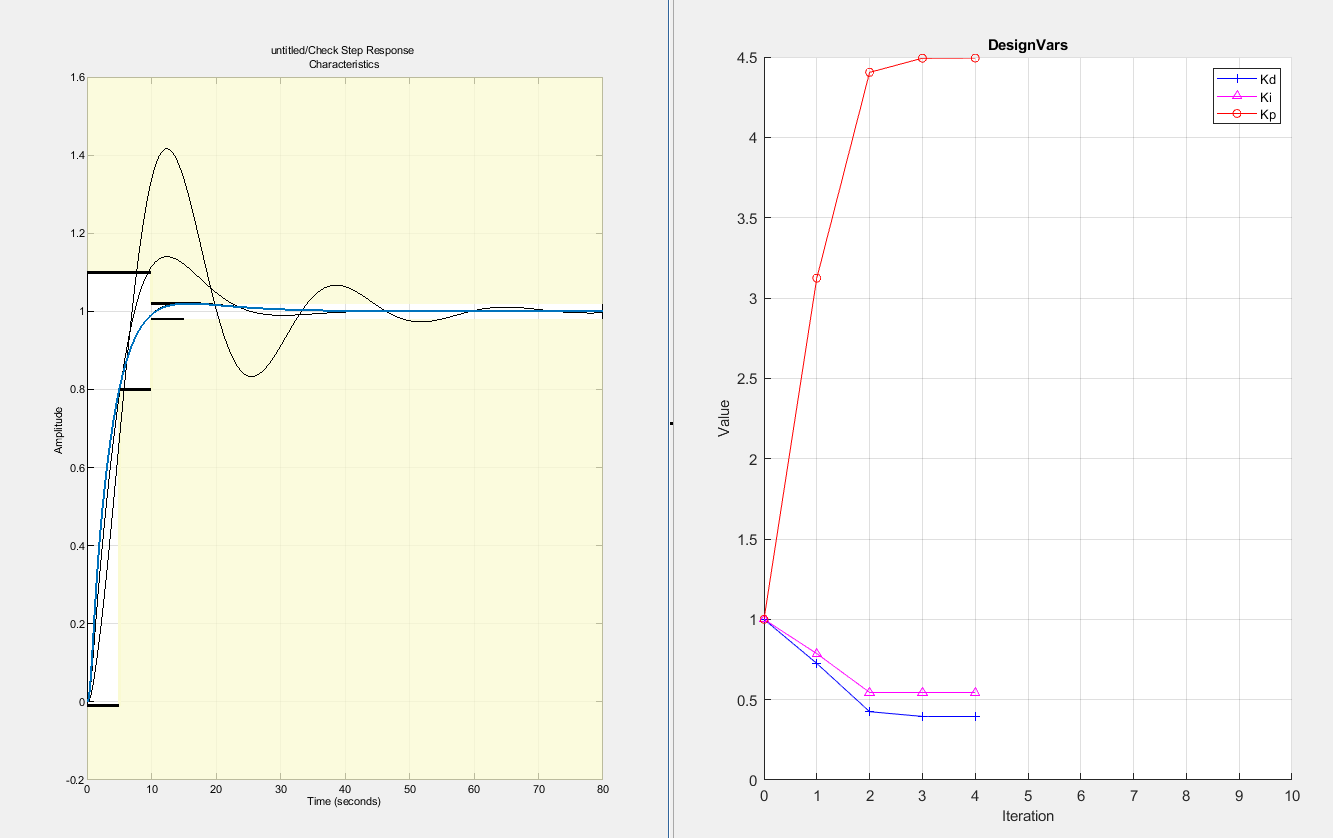 untitled/Check Step Response
Characteristics
1.6
1.4
1.2
1
0.8
0.6
0.4
0.2
0
-0.2
Amplitude
0 10 20 30 40 50 60 70 80
Time (seconds)
DesignVars
4.5
4
3.5
3
2.5
2
1.5
1
0.5
0
Value
Kd
Ki
Kp
0 1 2 3 4 5 6 7 8 9 10
Iteration